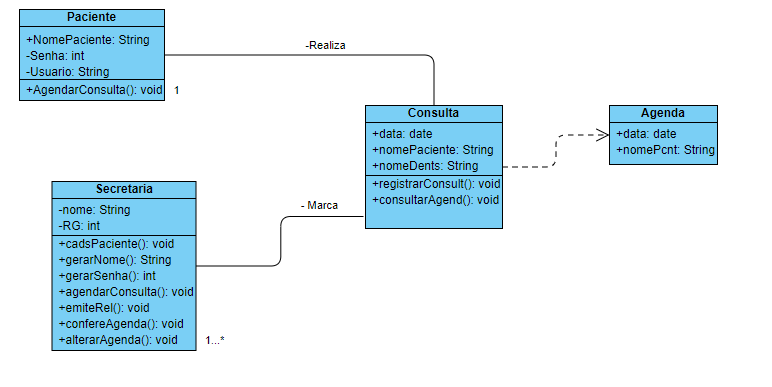 Paciente
+NomePaciente: String
-Senha: int
-Usuario: String
+AgendarConsulta(): void
1
-Realiza
Consulta
+data: date
+nomePaciente: String
+nomeDents: String
+registrarConsult(): void
+consultarAgend(): void
Agenda
+data: date
+nomePcnt: String
Secretaria
-nome: String
-RG: int
+cadsPaciente(): void
+gerarNome(): String
+gerarSenha(): int
+agendarConsulta(): void
+emiteRel(): void
+confereAgenda(): void
+alterarAgenda(): void
1...*
- Marca